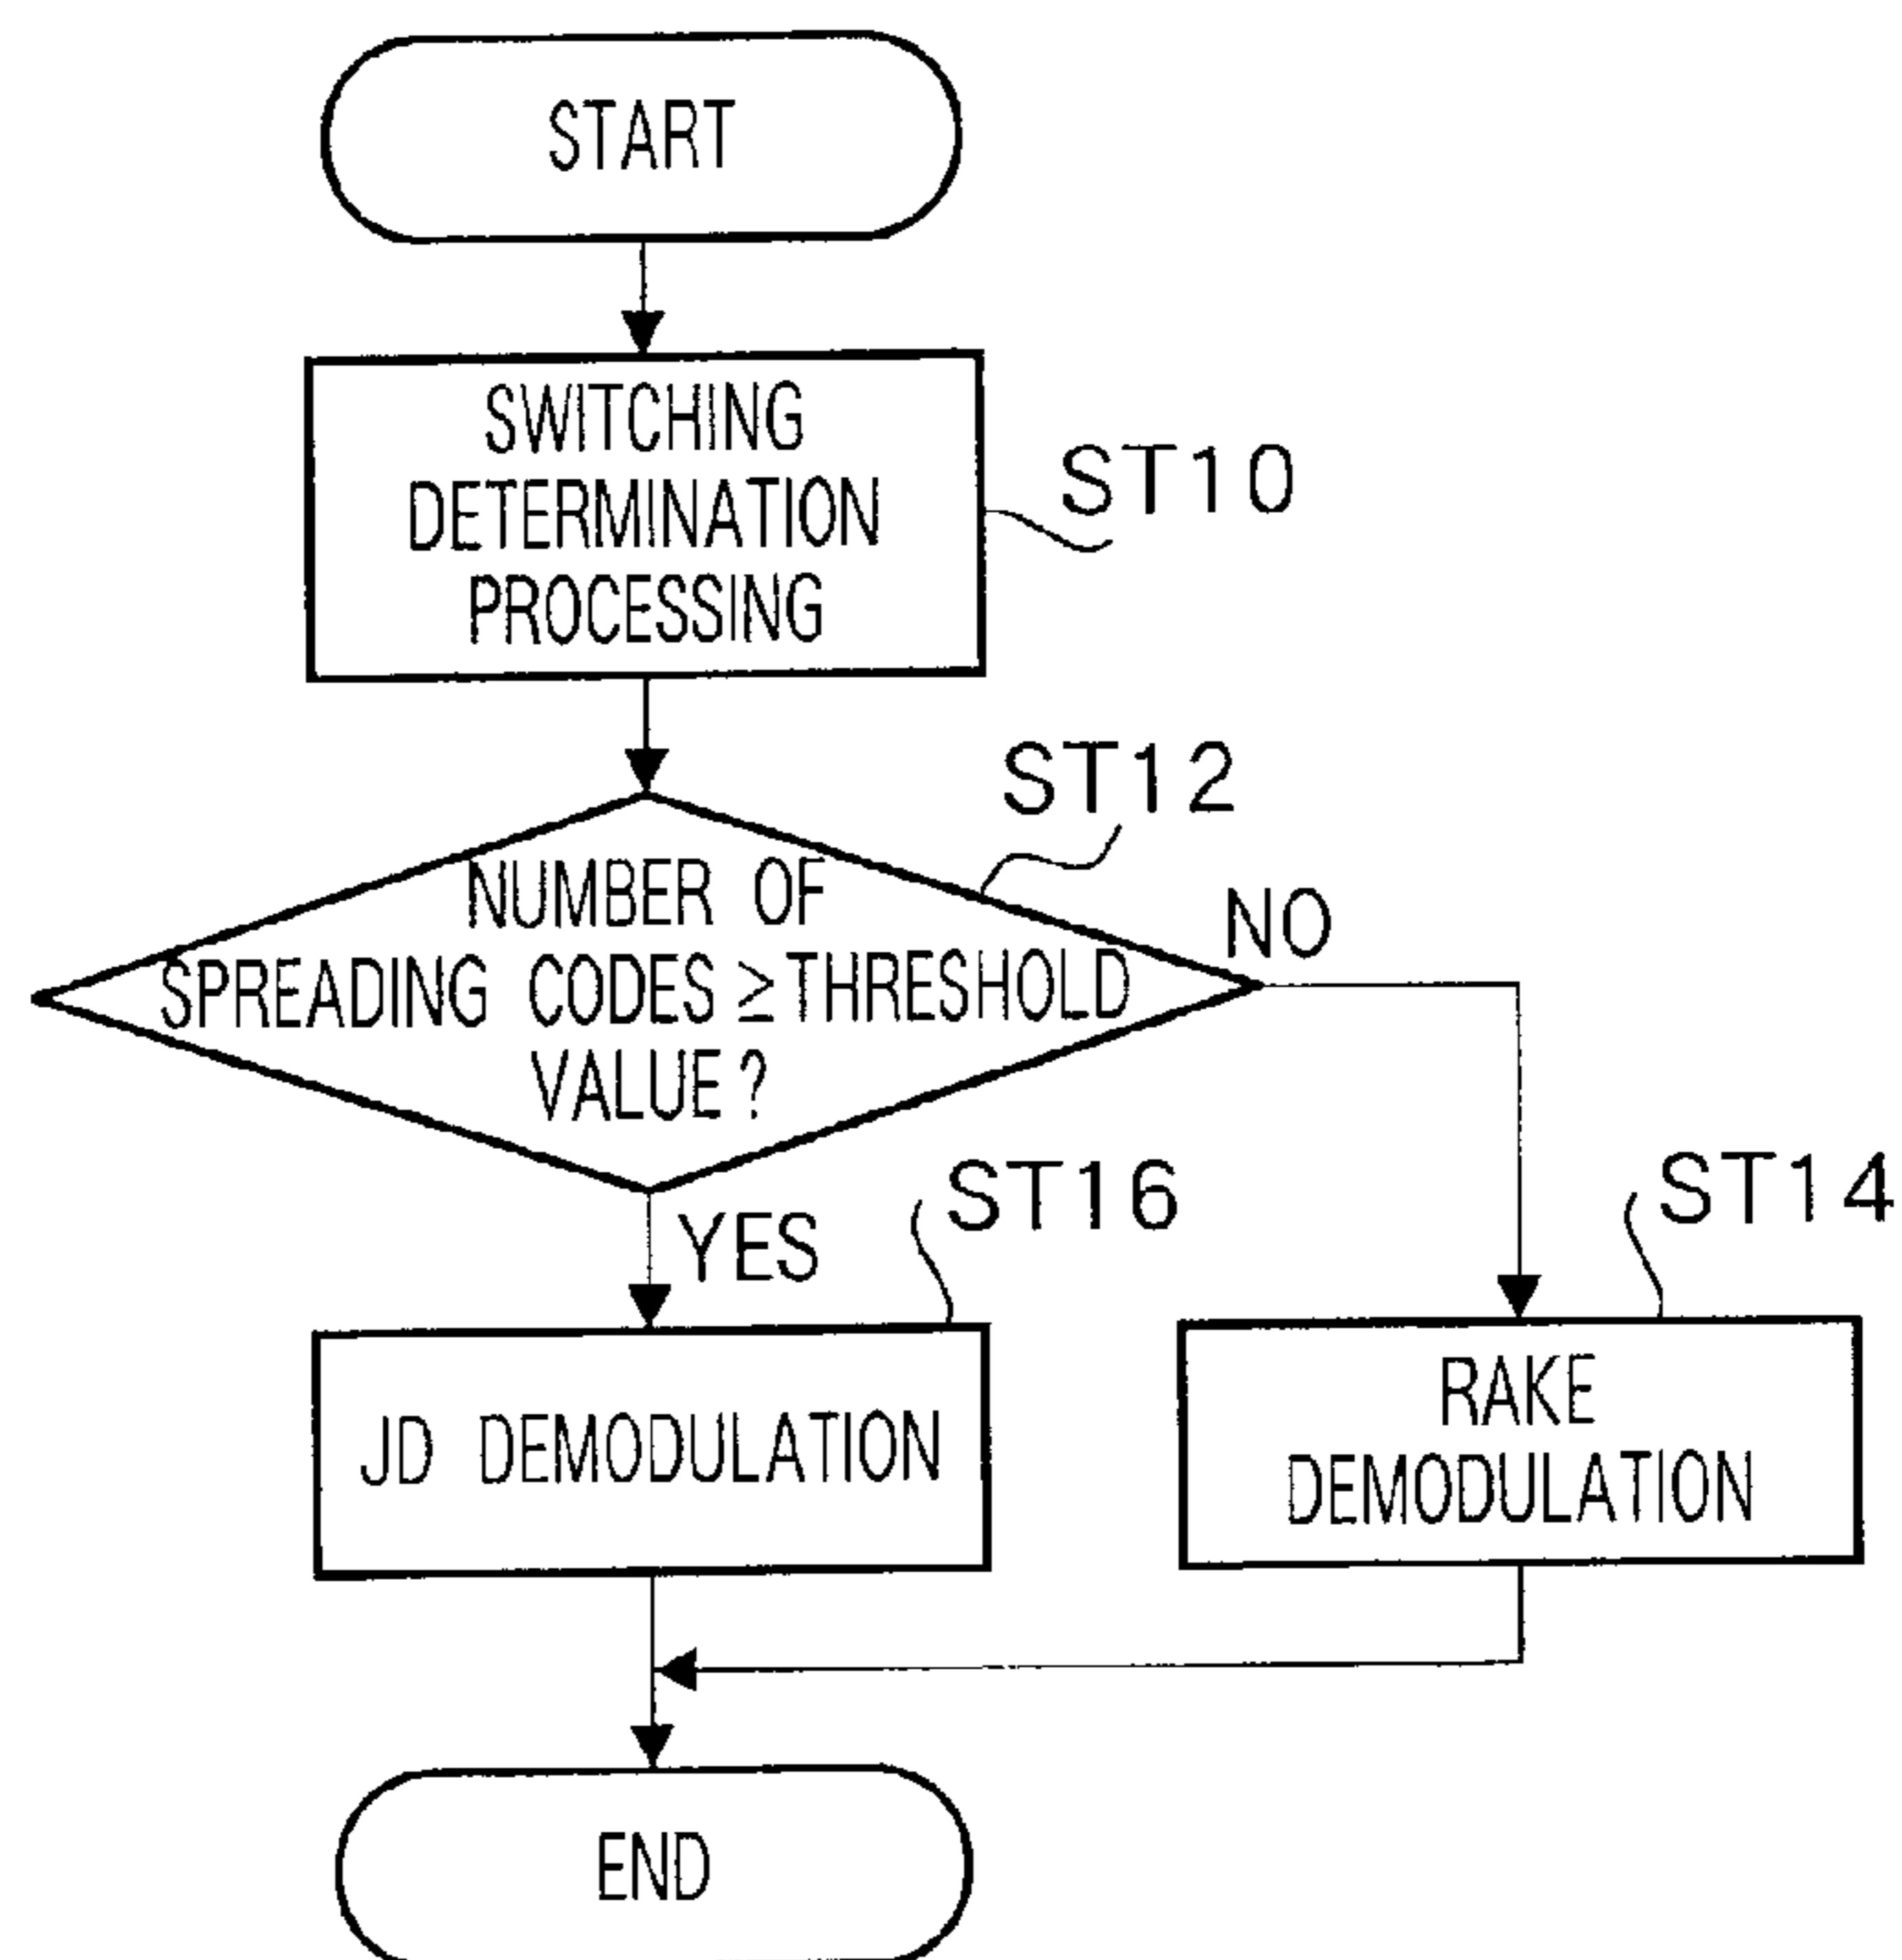 START
SWITCHING
DETERMINATION
PROCESSING
ST10
ST12
NUMBER OF
SPREADING CODES ≥ THRESHOLD
VALUE?
NO
YES
ST16
ST14
JD DEMODULATION
RAKE
DEMODULATION
END